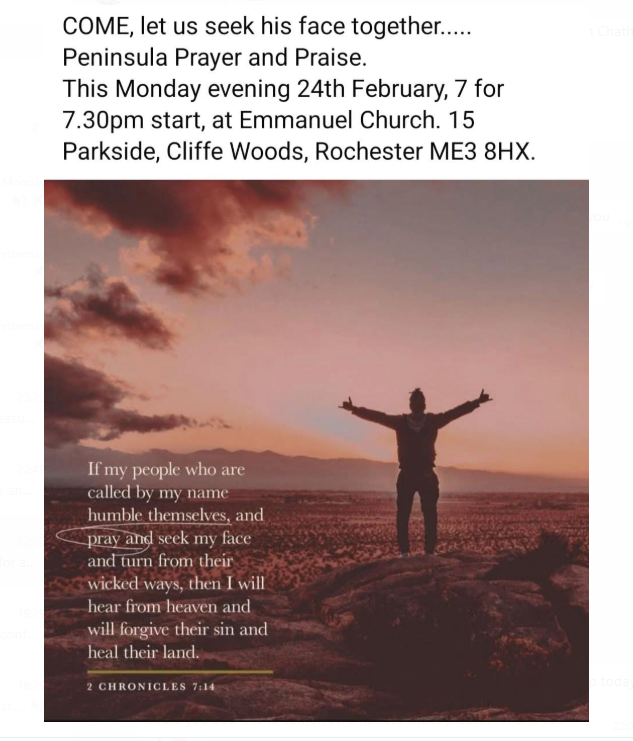 COME, let us seek his face together.....
Peninsula Prayer and Praise.
This Monday evening 24th February, 7 for
7.30pm start, at Emmanuel Church. 15
Parkside, Cliffe Woods, Rochester ME3 8HX.
If my people who are
called by my name
humble themselves, and
pray and seek my face
and turn from their
wicked ways, then I will
hear from heaven and
will forgive their sin and
heal their land.
2 CHRONICLES 7:14